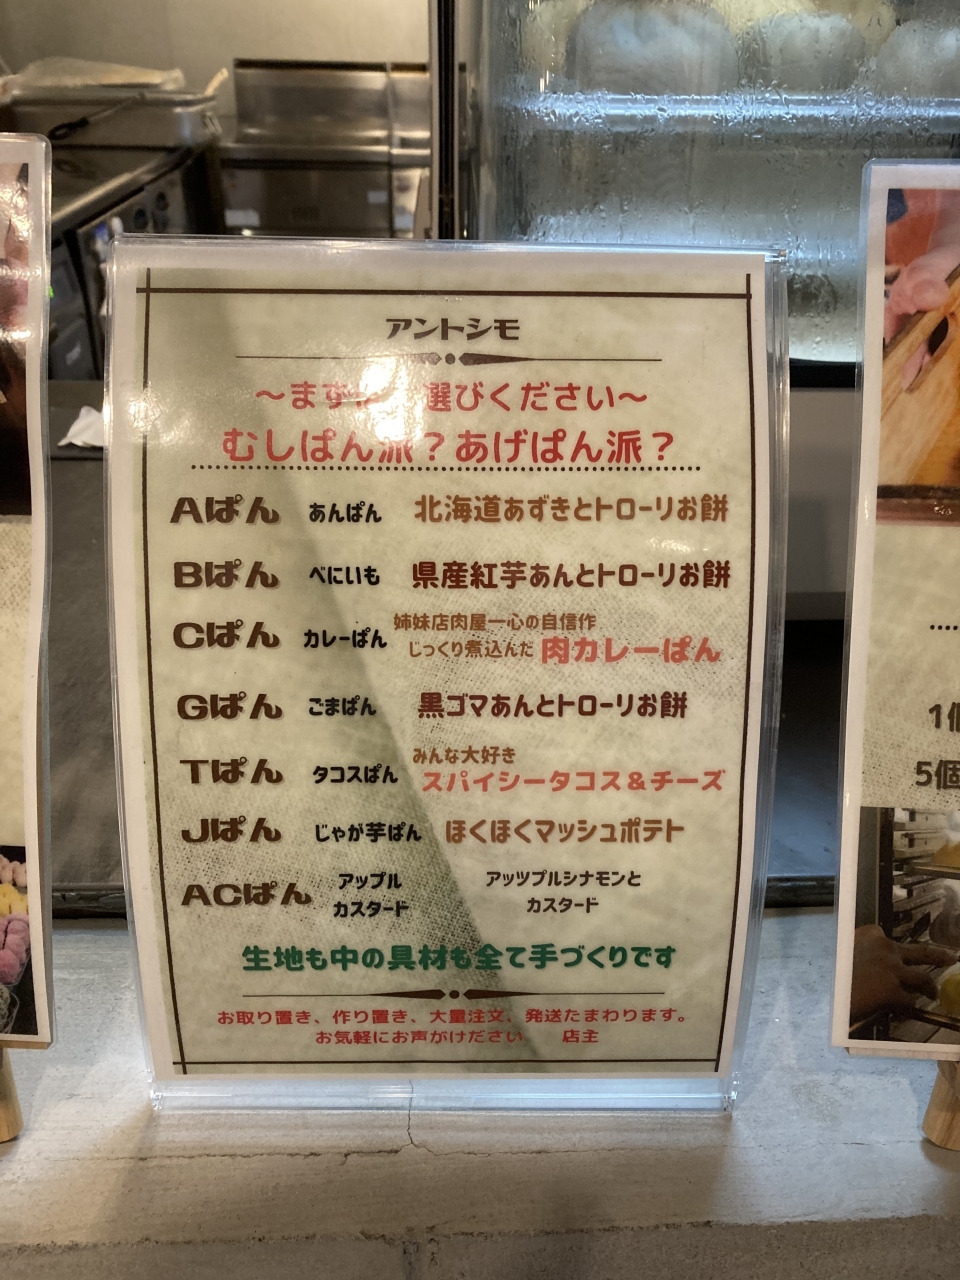 アントシモ
～まず 選びください～
むしぱん派？あげぱん派？
Aぱん あんぱん 北海道あずきとトローリお餅
Bぱん べにいも 県産紅芋あんとトローリお餅
Cぱん カレーぱん 姉妹店肉屋一心の自信作
じっくり煮込んだ 肉カレーぱん
Gぱん ごまぱん 黒ゴマあんとトローリお餅
Tぱん タコスぱん みんな大好き
スパイシータコス＆チーズ
Jぱん じゃが芋ぱん ほくほくマッシュポテト
ACぱん アップル カスタード アッツプルシナモンと カスタード
生地も中の具材も全て手づくりです
お取り置き、作り置き、大量注文、発送たまわります。
お気軽にお声がけください 店主
1個
5個